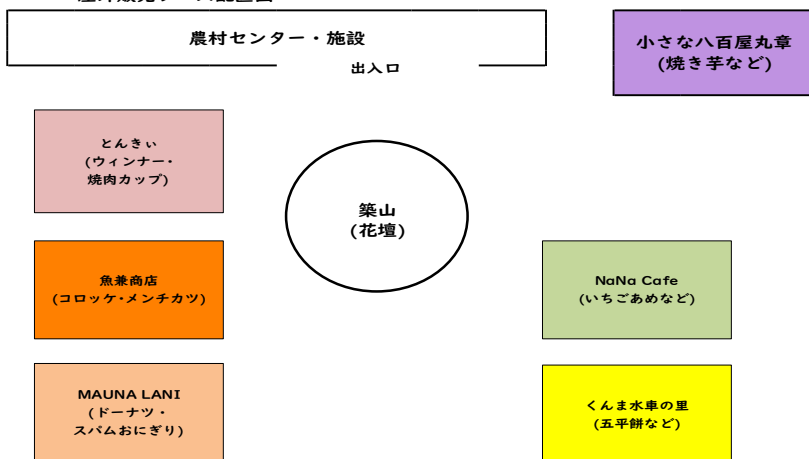 農村センター・施設
出入口
小さな八百屋丸章
(焼き芋など)
とんきぃ
(ウィンナー・
焼肉カップ)
築山
(花壇)
魚兼商店
(コロッケ・メンチカツ)
NaNa Cafe
(いちごあめなど)
MAUNA LANI
(ドーナツ・
スパムおにぎり)
くんま水車の里
(五平餅など)